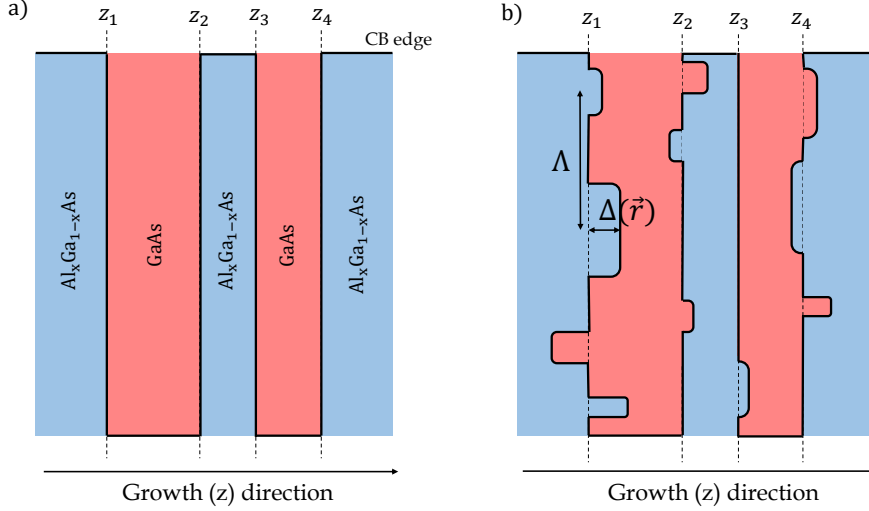 a)
z₁ z₂ z₃ z₄
CB edge
AlₓGa₁₋ₓAs
GaAs
AlₓGa₁₋ₓAs
GaAs
AlₓGa₁₋ₓAs
Growth (z) direction
b)
z₁ z₂ z₃ z₄
Λ
Δ(r⃗)
Growth (z) direction